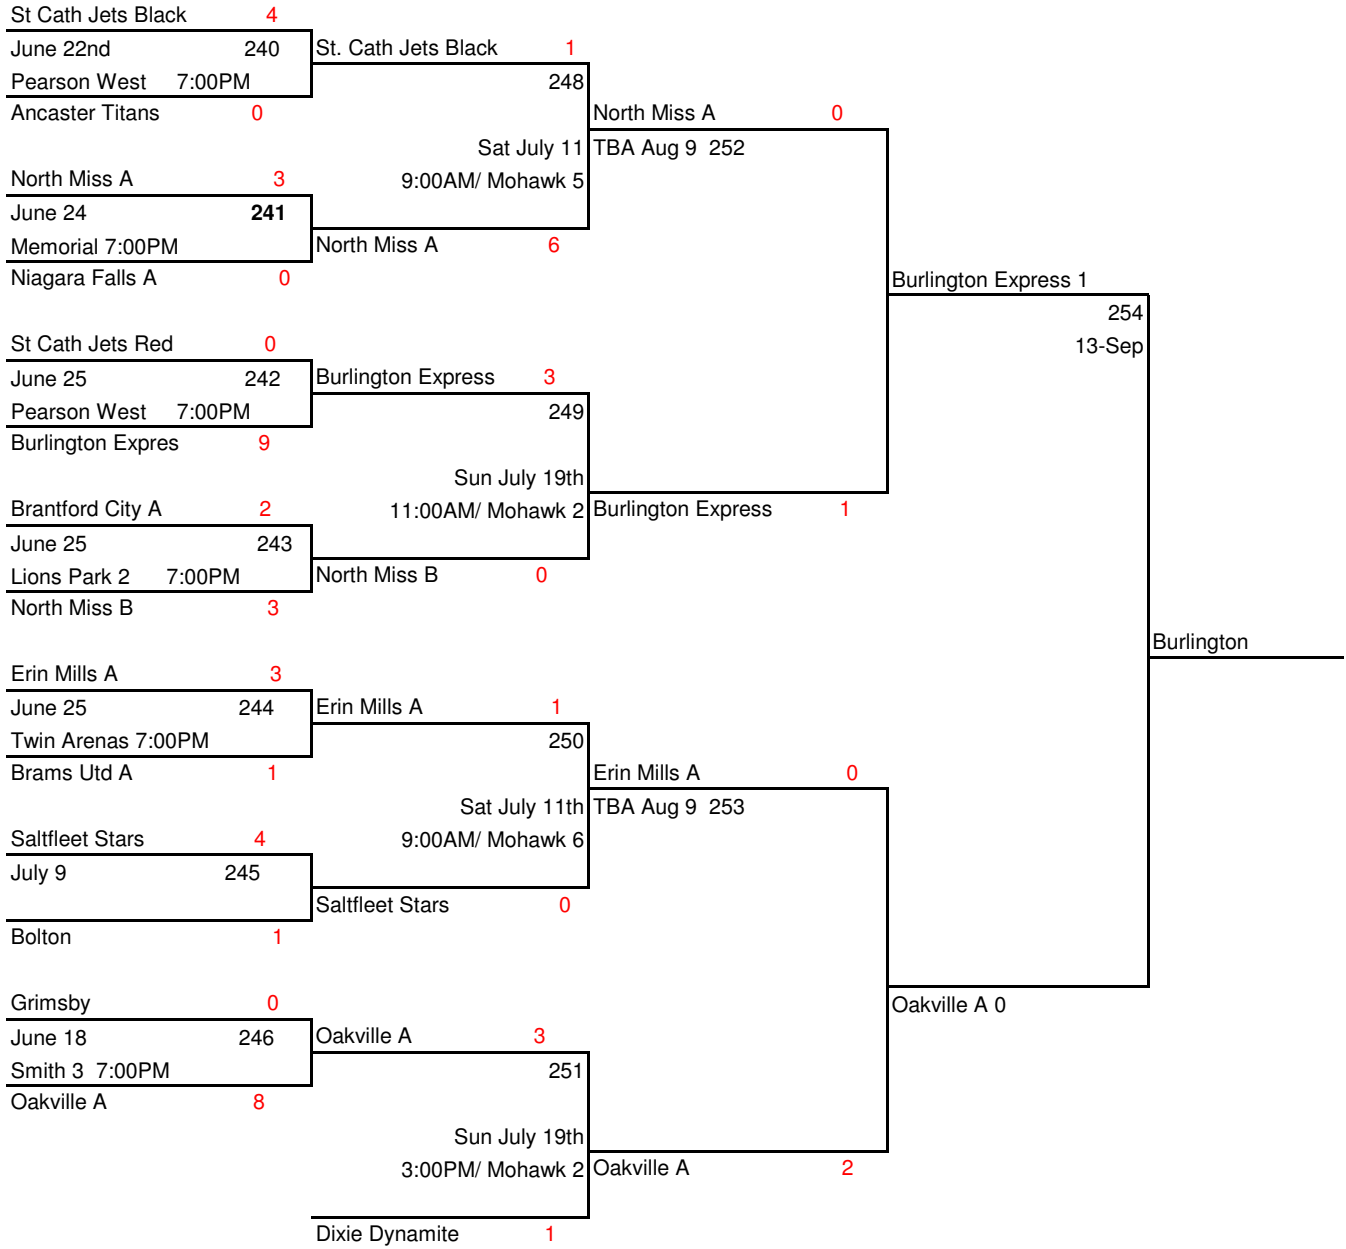 St Cath Jets Black 4
June 22nd 240
Pearson West 7:00PM
Ancaster Titans 0
North Miss A 3
June 24 241
Memorial 7:00PM
Niagara Falls A 0
St Cath Jets Red 0
June 25 242
Pearson West 7:00PM
Burlington Expres 9
Brantford City A 2
June 25 243
Lions Park 2 7:00PM
North Miss B 3
Erin Mills A 3
June 25 244
Twin Arenas 7:00PM
Brams Utd A 1
Saltfleet Stars 4
July 9 245
Bolton 1
Grimsby 0
June 18 246
Smith 3 7:00PM
Oakville A 8
St. Cath Jets Black 1
248
Sat July 11
9:00AM/ Mohawk 5
North Miss A 6
Burlington Express 3
249
Sun July 19th
11:00AM/ Mohawk 2
North Miss B 0
Erin Mills A 1
250
Sat July 11th
9:00AM/ Mohawk 6
Saltfleet Stars 0
Oakville A 3
251
Sun July 19th
3:00PM/ Mohawk 2
Dixie Dynamite 1
North Miss A 0
TBA Aug 9 252
Burlington Express 1
Erin Mills A 0
TBA Aug 9 253
Oakville A 2
Burlington Express 1
254
13-Sep
Oakville A 0
Burlington